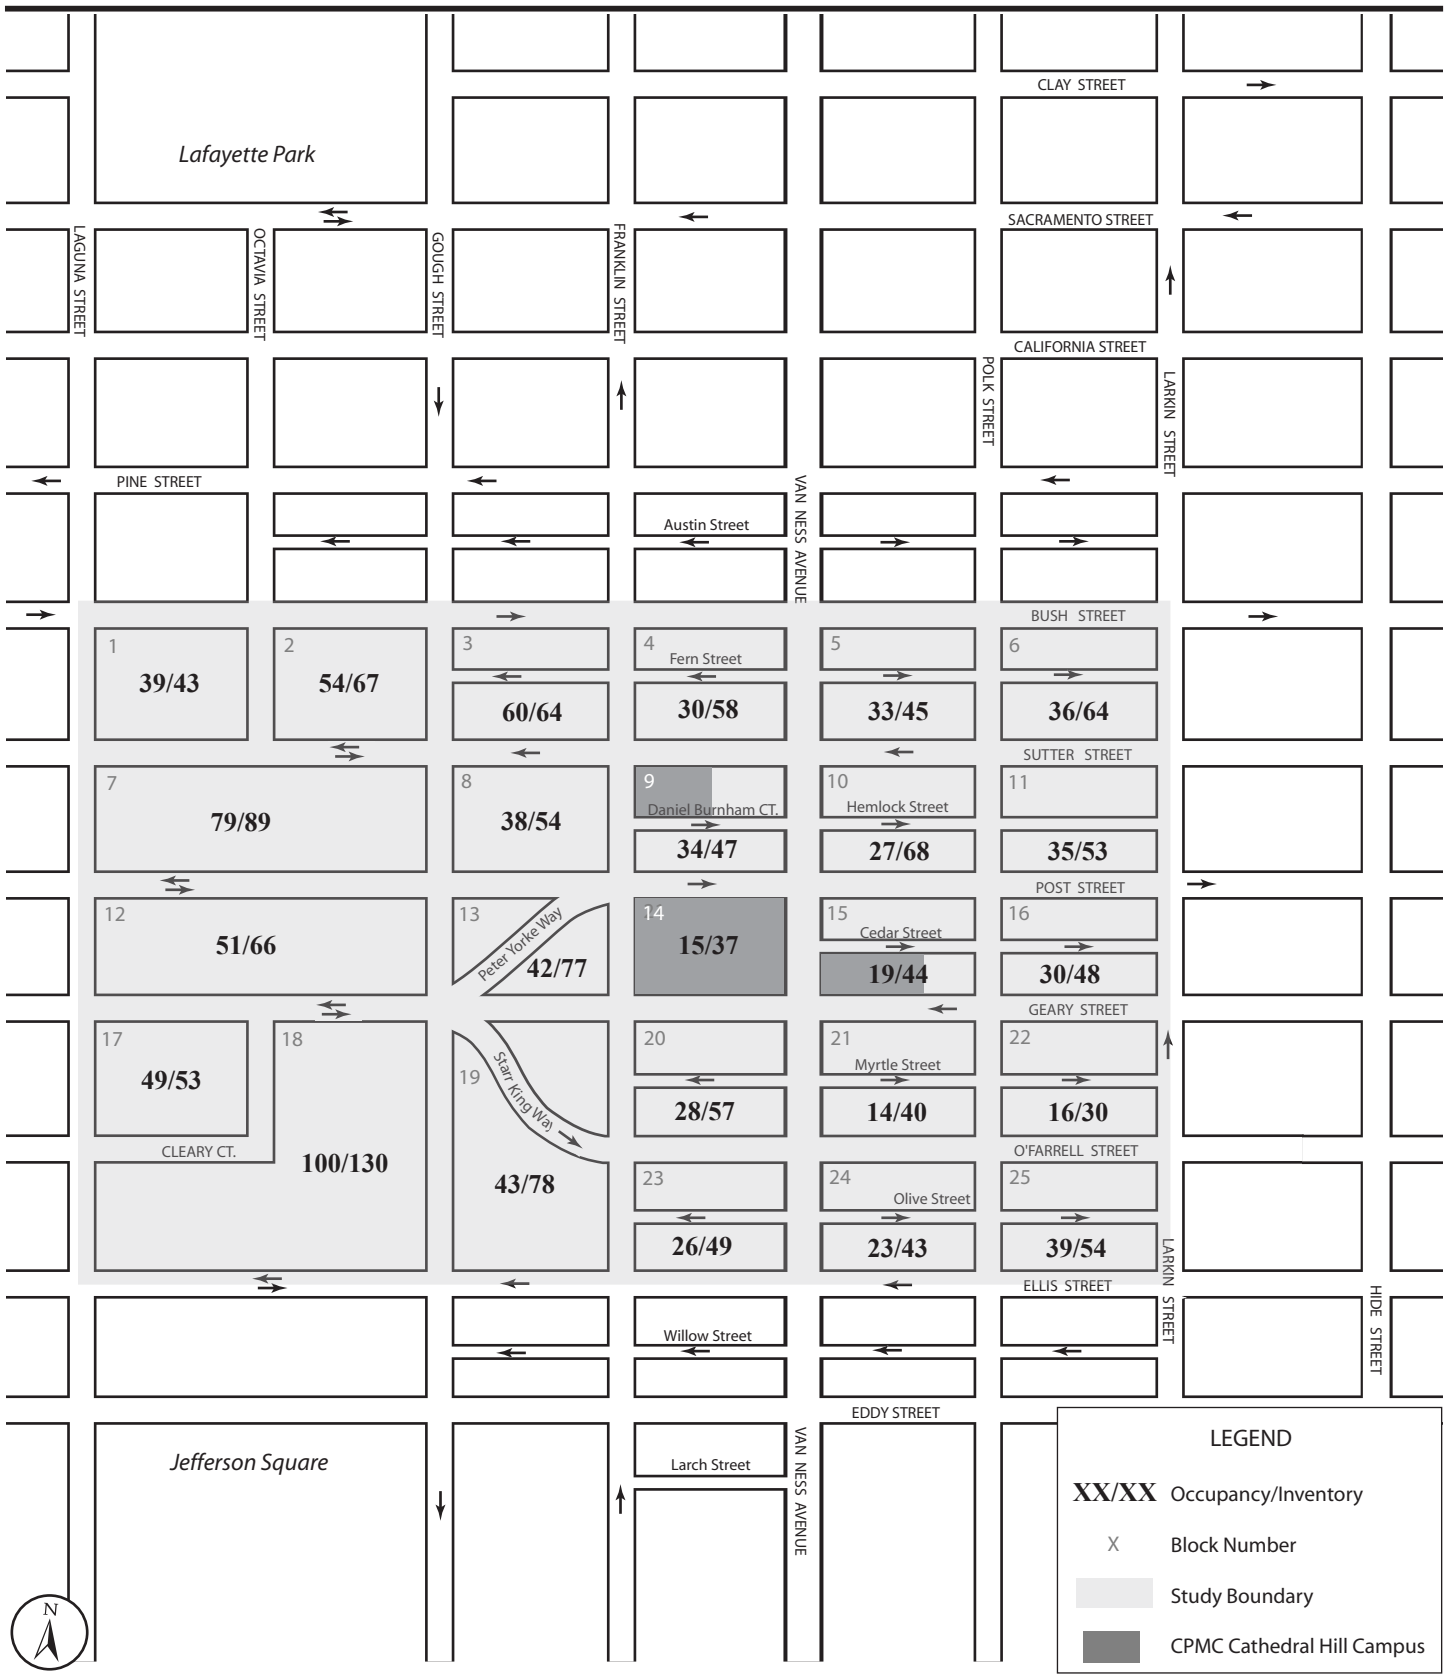 CLAY STREET
Lafayette Park
SACRAMENTO STREET
LAGUNA STREET
OCTAVIA STREET
GOUGH STREET
FRANKLIN STREET
CALIFORNIA STREET
POLK STREET
LARKIN STREET
PINE STREET
VAN NESS AVENUE
Austin Street
BUSH STREET
1
39/43
2
54/67
3
60/64
4
Fern Street
30/58
5
33/45
6
36/64
SUTTER STREET
7
79/89
8
38/54
9
Daniel Burnham CT.
34/47
10
Hemlock Street
27/68
11
35/53
POST STREET
12
51/66
13
Peter Yorke Way
42/77
14
15/37
15
Cedar Street
19/44
16
30/48
GEARY STREET
17
49/53
CLEARY CT.
18
100/130
19
Starr King Way
43/78
20
28/57
21
Myrtle Street
14/40
22
16/30
O'FARRELL STREET
23
26/49
24
Olive Street
23/43
25
39/54
ELLIS STREET
LARKIN STREET
HIDE STREET
Willow Street
EDDY STREET
Jefferson Square
Larch Street
VAN NESS AVENUE
N
LEGEND
XX/XX Occupancy/Inventory
X Block Number
Study Boundary
CPMC Cathedral Hill Campus